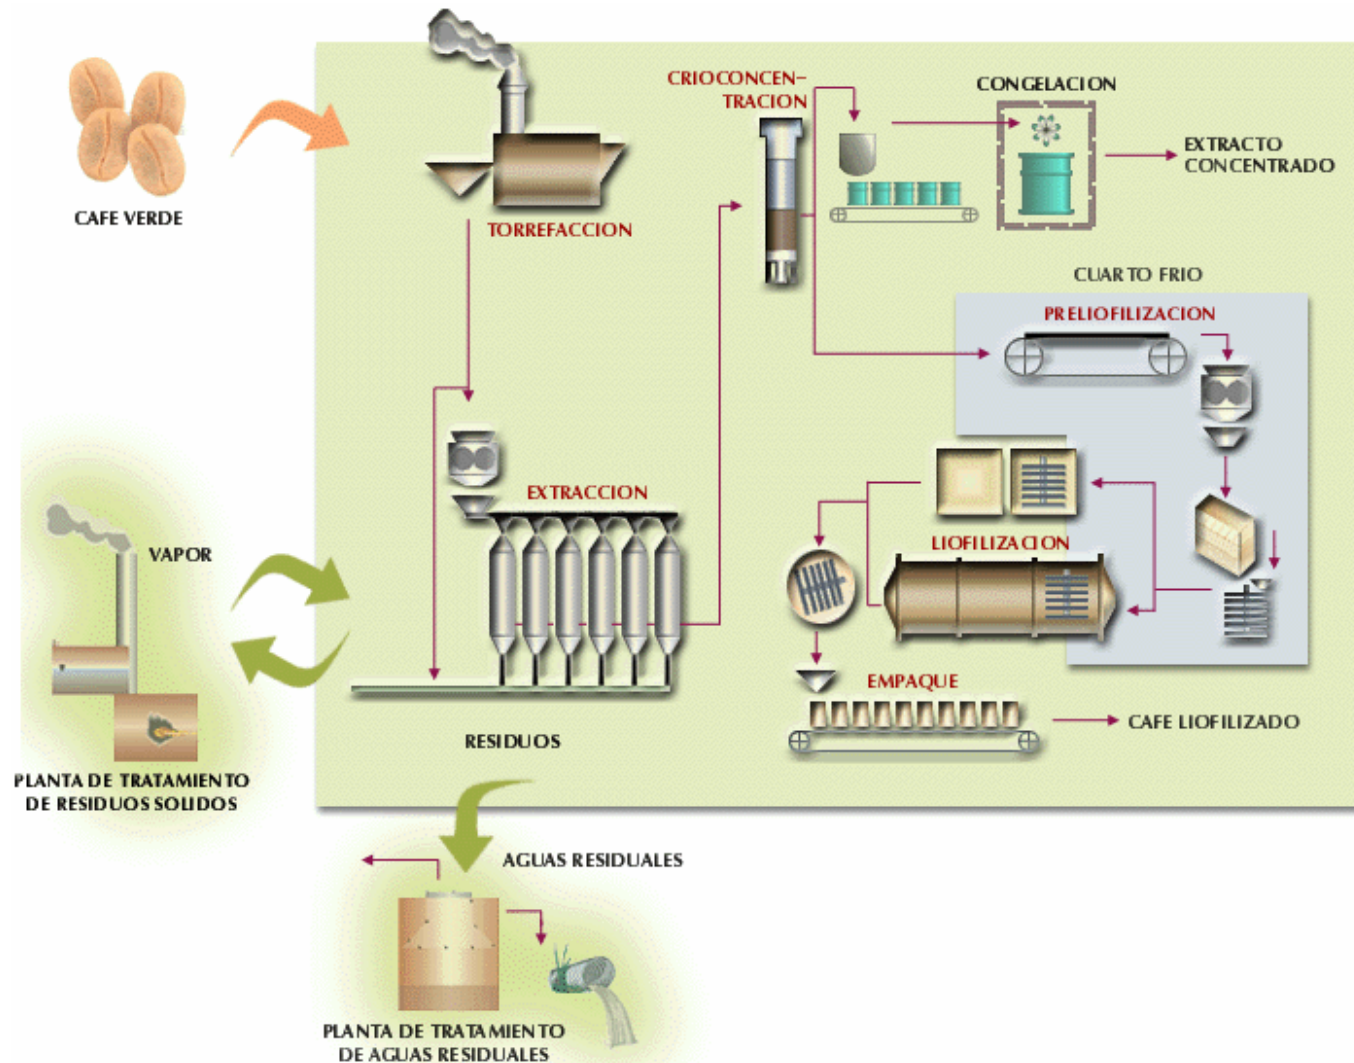 CAFE VERDE
TORREFACCION
CRIOCONCEN-
TRACION
CONGELACION
EXTRACTO
CONCENTRADO
CUARTO FRIO
PRELIOFILIZACION
EXTRACCION
LIOFILIZACION
VAPOR
EMPAQUE
CAFE LIOFILIZADO
RESIDUOS
PLANTA DE TRATAMIENTO
DE RESIDUOS SOLIDOS
AGUAS RESIDUALES
PLANTA DE TRATAMIENTO
DE AGUAS RESIDUALES